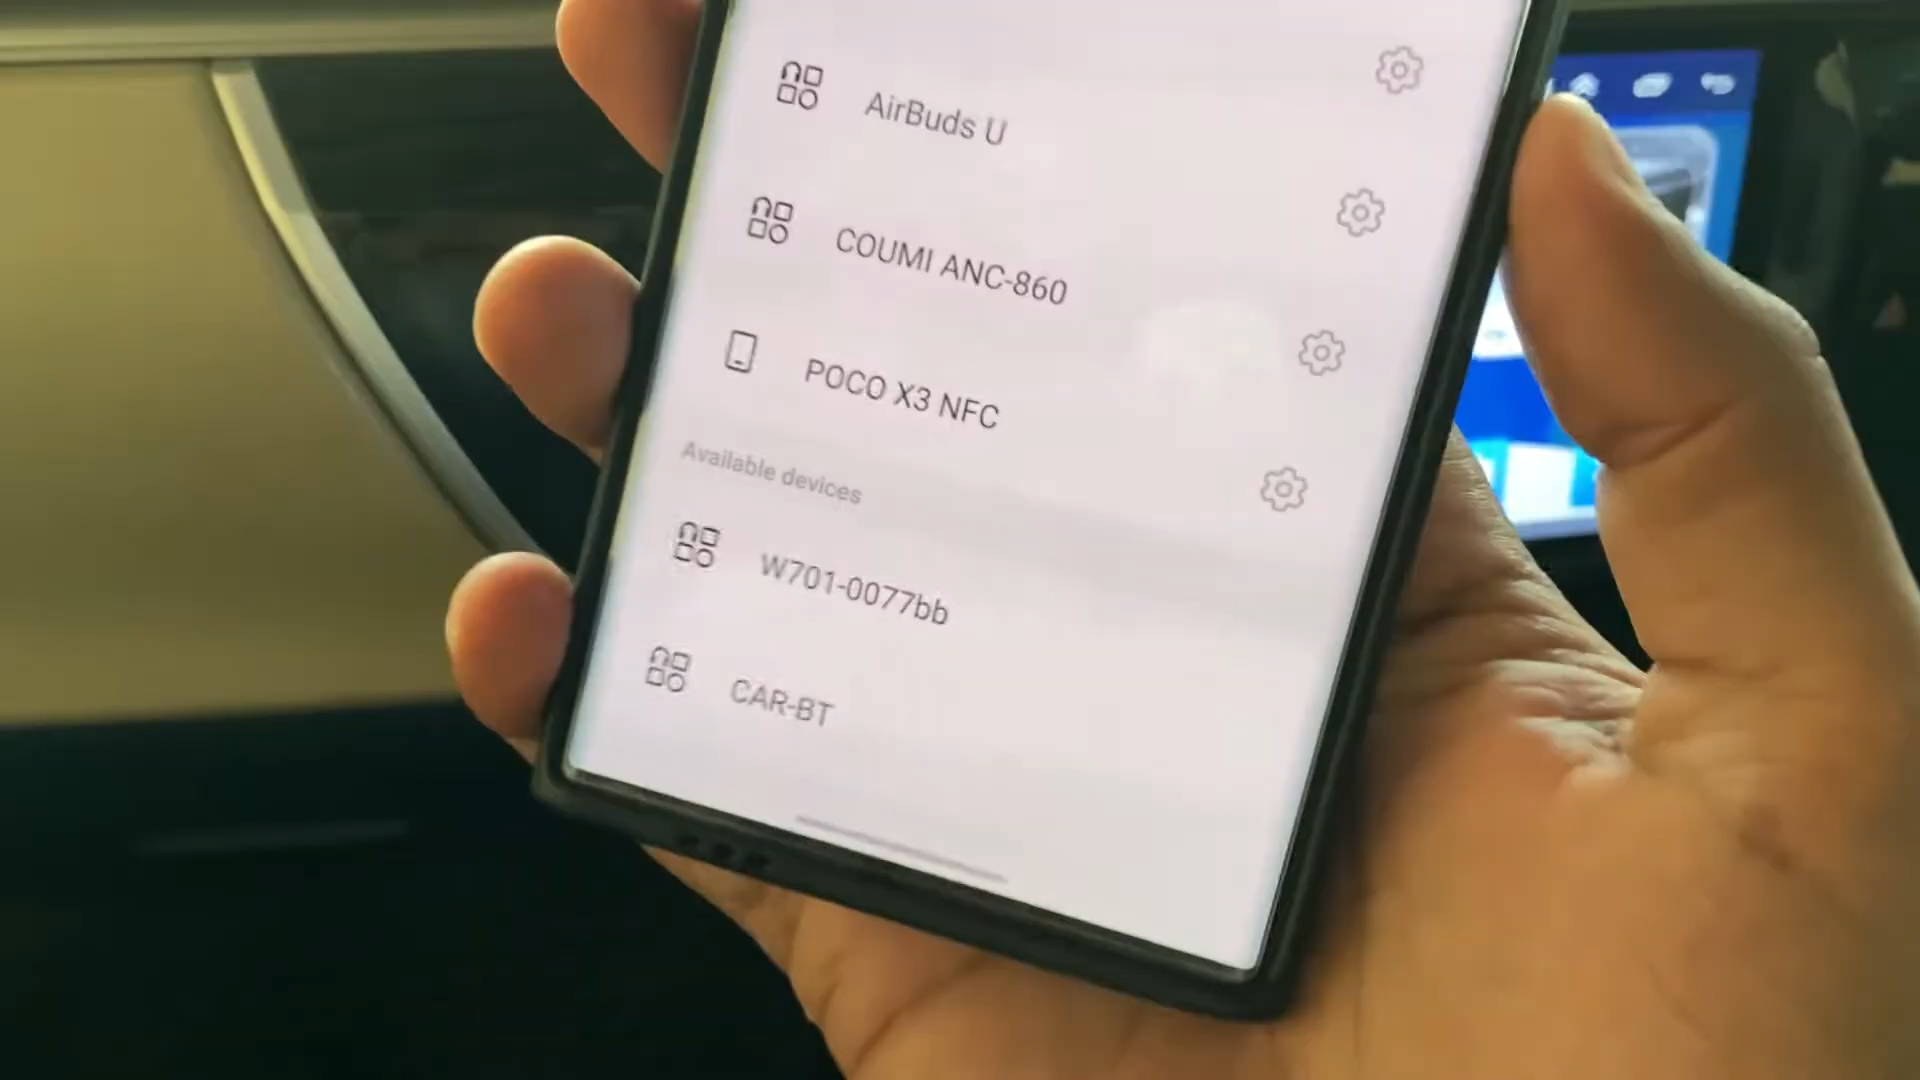 AirBuds U
COUMI ANC-860
POCO X3 NFC
Available devices
W701-0077bb
CAR-BT